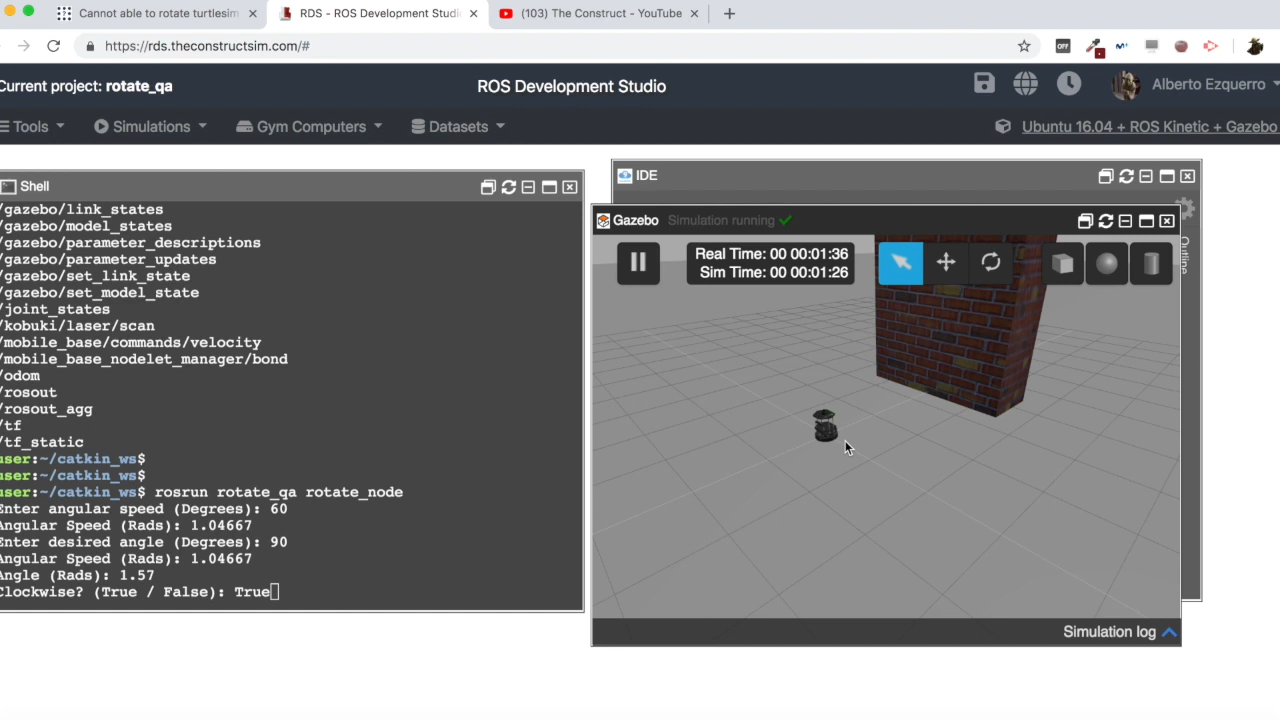 Cannot able to rotate turtlesim
RDS - ROS Development Studi
(103) The Construct - YouTube
https://rds.theconstructsim.com/#
OFF
Current project: rotate_qa
ROS Development Studio
Alberto Ezquerro
Tools
Simulations
Gym Computers
Datasets
Ubuntu 16.04 + ROS Kinetic + Gazebo
Shell
/gazebo/link_states
/gazebo/model_states
/gazebo/parameter_descriptions
/gazebo/parameter_updates
/gazebo/set_link_state
/gazebo/set_model_state
/joint_states
/kobuki/laser/scan
/mobile_base/commands/velocity
/mobile_base_nodelet_manager/bond
/odom
/rosout
/rosout_agg
/tf
/tf_static
user:~/catkin_ws$
user:~/catkin_ws$
user:~/catkin_ws$ rosrun rotate_qa rotate_node
Enter angular speed (Degrees): 60
Angular Speed (Rads): 1.04667
Enter desired angle (Degrees): 90
Angular Speed (Rads): 1.04667
Angle (Rads): 1.57
Clockwise? (True / False): True
IDE
Gazebo Simulation running
Real Time: 00 00:01:36
Sim Time: 00 00:01:26
Outline
Simulation log